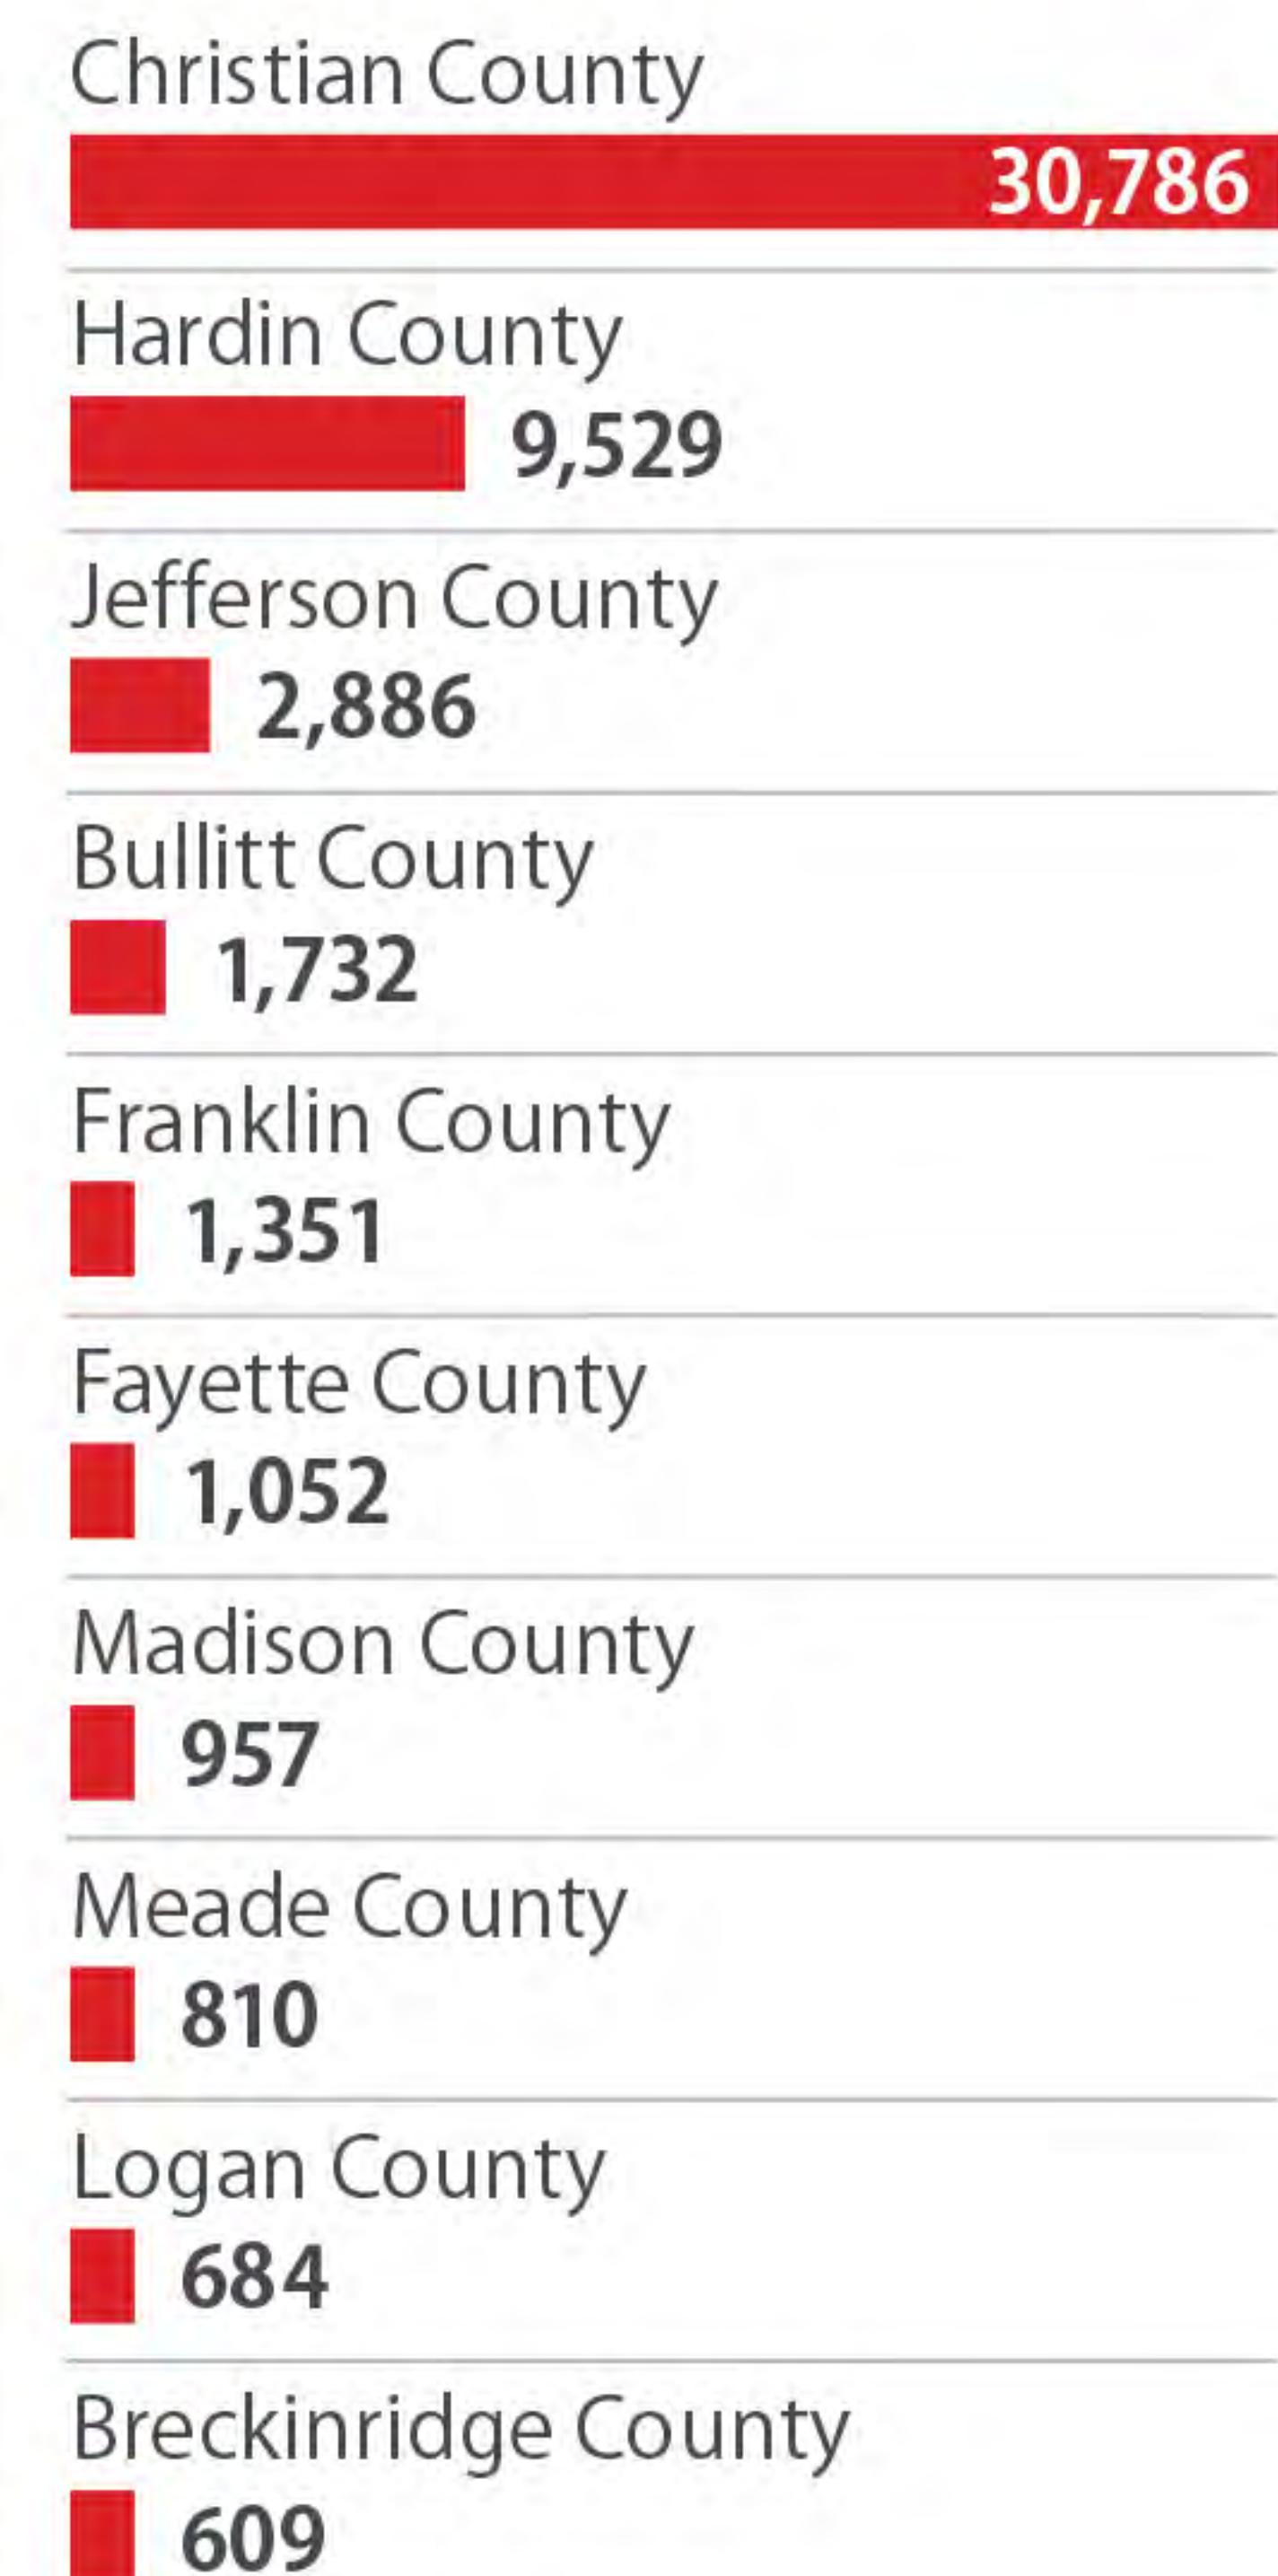 Christian County
30,786
Hardin County
9,529
Jefferson County
2,886
Bullitt County
1,732
Franklin County
1,351
Fayette County
1,052
Madison County
957
Meade County
810
Logan County
684
Breckinridge County
609